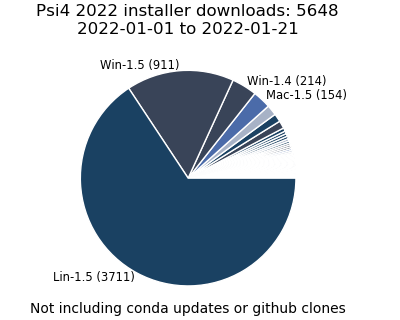 Psi4 2022 installer downloads: 5648
2022-01-01 to 2022-01-21
Win-1.5 (911)
Win-1.4 (214)
Mac-1.5 (154)
Lin-1.5 (3711)
Not including conda updates or github clones